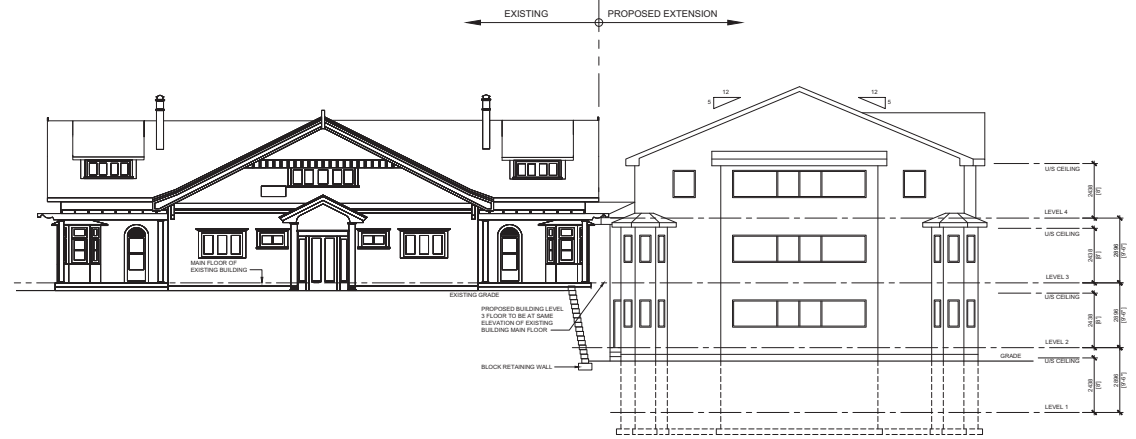 EXISTING
PROPOSED EXTENSION
12
5
12
5
U/S CEILING
2438
[8']
LEVEL 4
U/S CEILING
2438
[8']
2896
[9'-6"]
MAIN FLOOR OF
EXISTING BUILDING
LEVEL 3
U/S CEILING
EXISTING GRADE
PROPOSED BUILDING LEVEL
3 FLOOR TO BE AT SAME
ELEVATION OF EXISTING
BUILDING MAIN FLOOR
2438
[8']
2896
[9'-6"]
LEVEL 2
GRADE
U/S CEILING
BLOCK RETAINING WALL
2438
[8']
2896
[9'-6"]
LEVEL 1